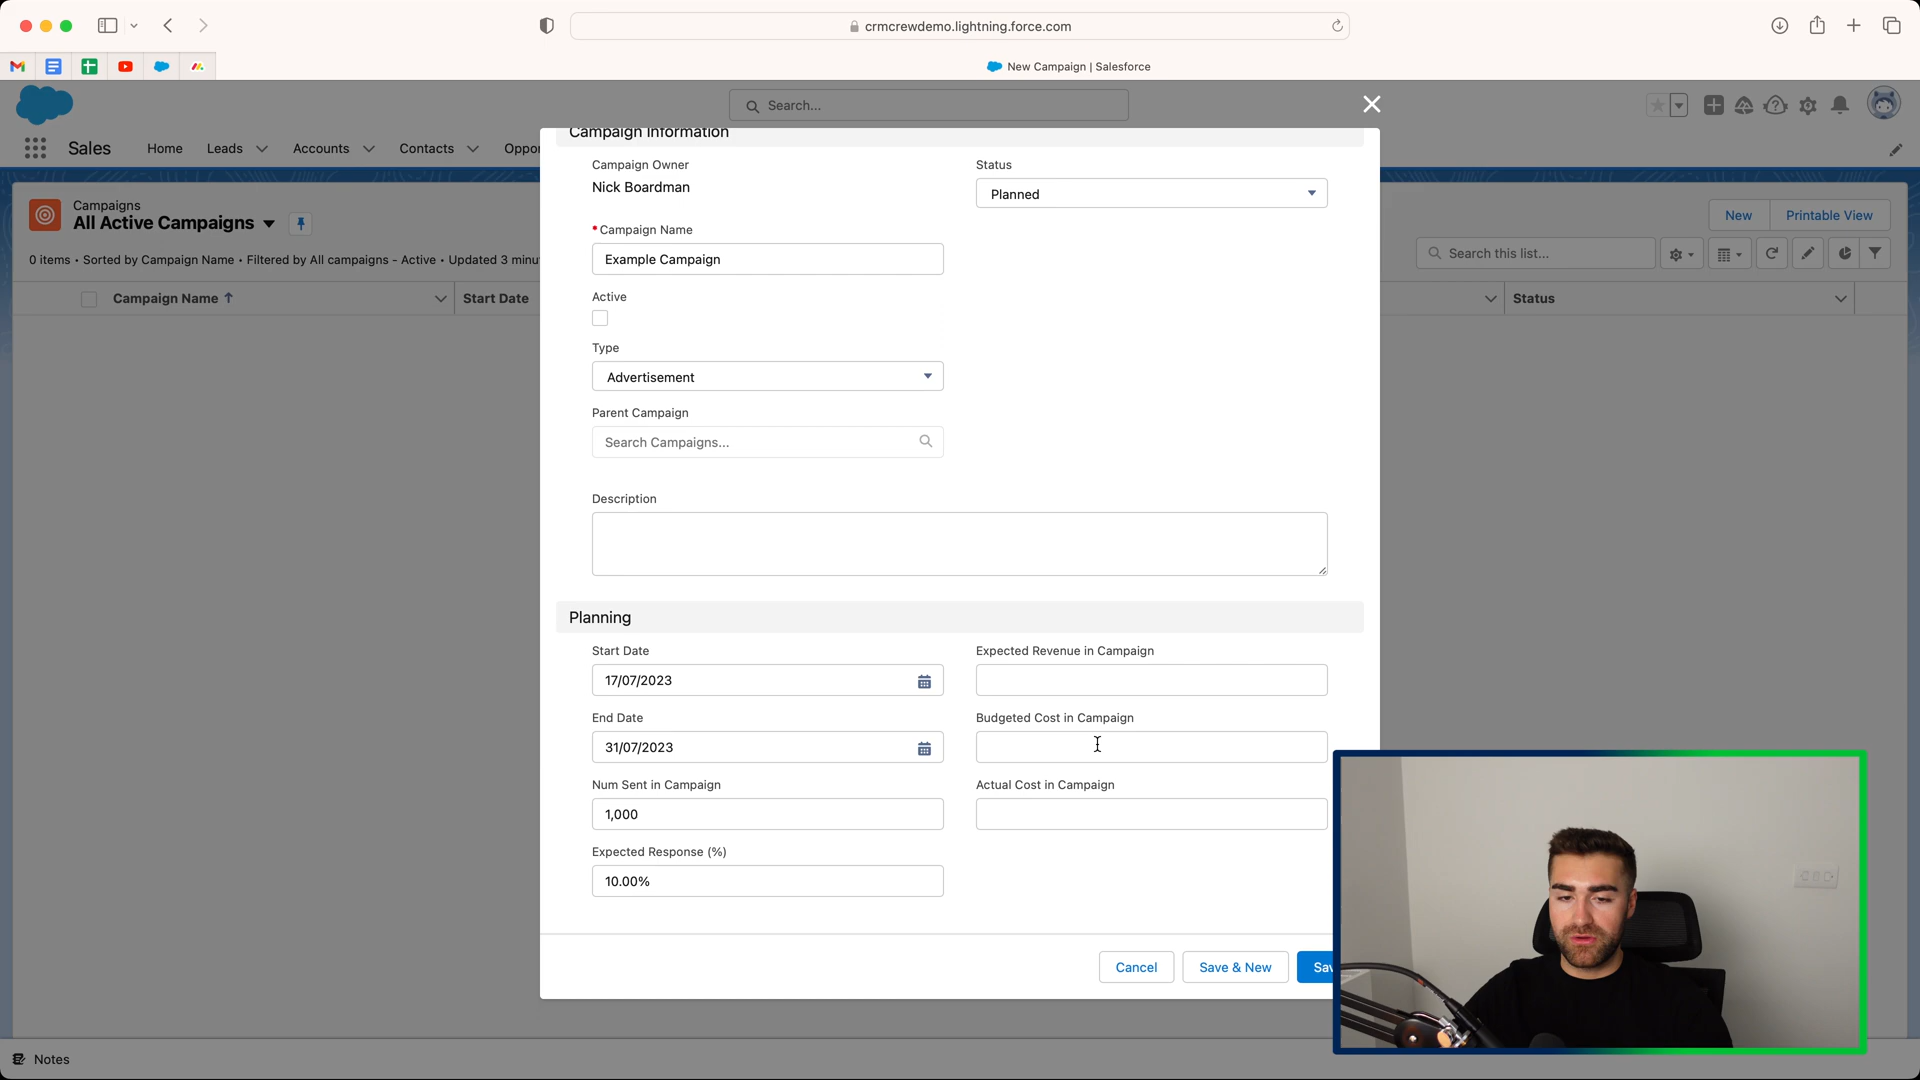 crmcrewdemo.lightning.force.com
New Campaign | Salesforce
Search...
Sales
Home
Leads
Accounts
Contacts
Campaigns
All Active Campaigns
New
Printable View
0 items • Sorted by Campaign Name • Filtered by All campaigns - Active • Updated 3
Search this list...
Campaign Name
Start Date
Status
Campaign Information
Campaign Owner
Nick Boardman
Status
Planned
*Campaign Name
Example Campaign
Active
Type
Advertisement
Parent Campaign
Search Campaigns...
Description
Planning
Start Date
17/07/2023
Expected Revenue in Campaign
End Date
31/07/2023
Budgeted Cost in Campaign
Num Sent in Campaign
1,000
Actual Cost in Campaign
Expected Response (%)
10.00%
Cancel
Save & New
Notes